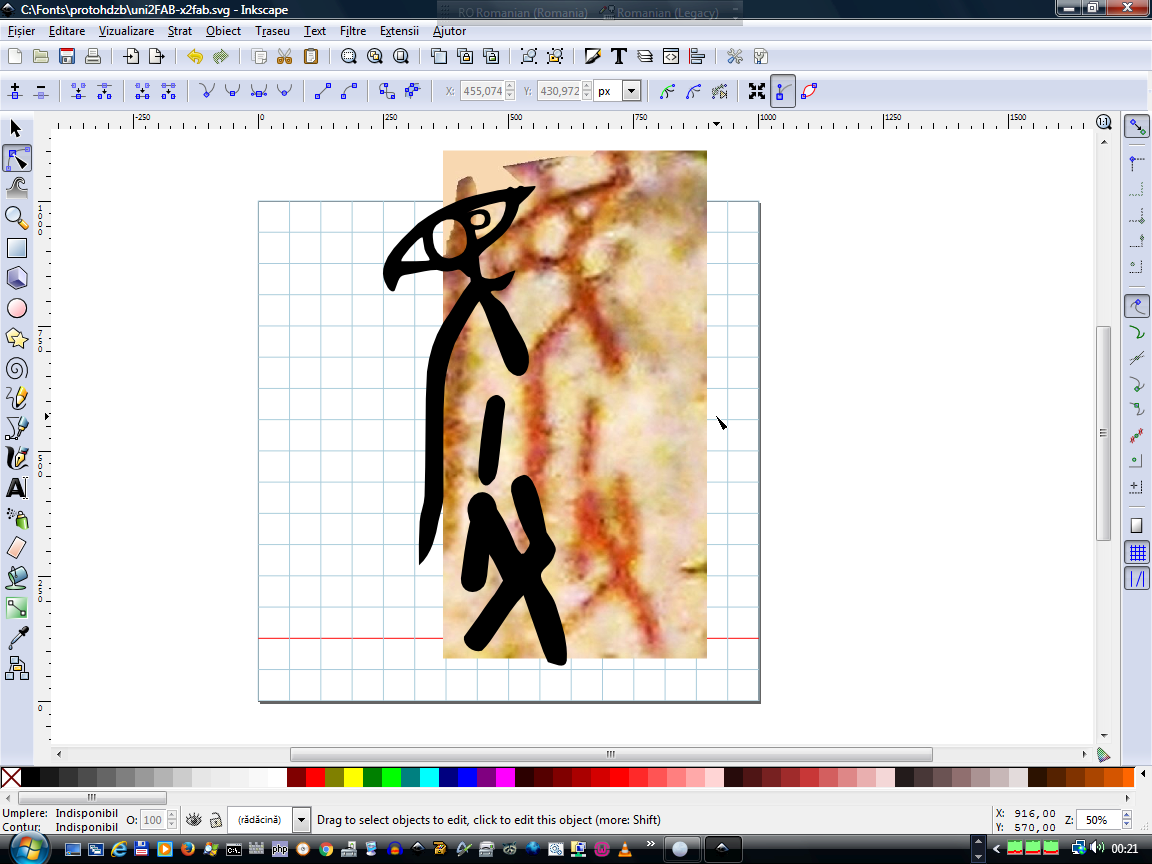 C:\Fonts\protohdzb\uni2FAB-x2fab.svg - Inkscape
RO Romanian (Romania) Romanian (Legacy)
Fișier Editare Vizualizare Strat Obiect Traseu Text Filtre Extensii Ajutor
X: 455,074 Y: 430,972 px
-250 0 250 500 750 1000 1250 1500
1000
750
500
250
0
Umplere: Indisponibil O: 100 (rădăcină) Drag to select objects to edit, click to edit this object (more: Shift) X: 916,00 Z: 50%
Contur: Indisponibil Y: 570,00
php 00:21